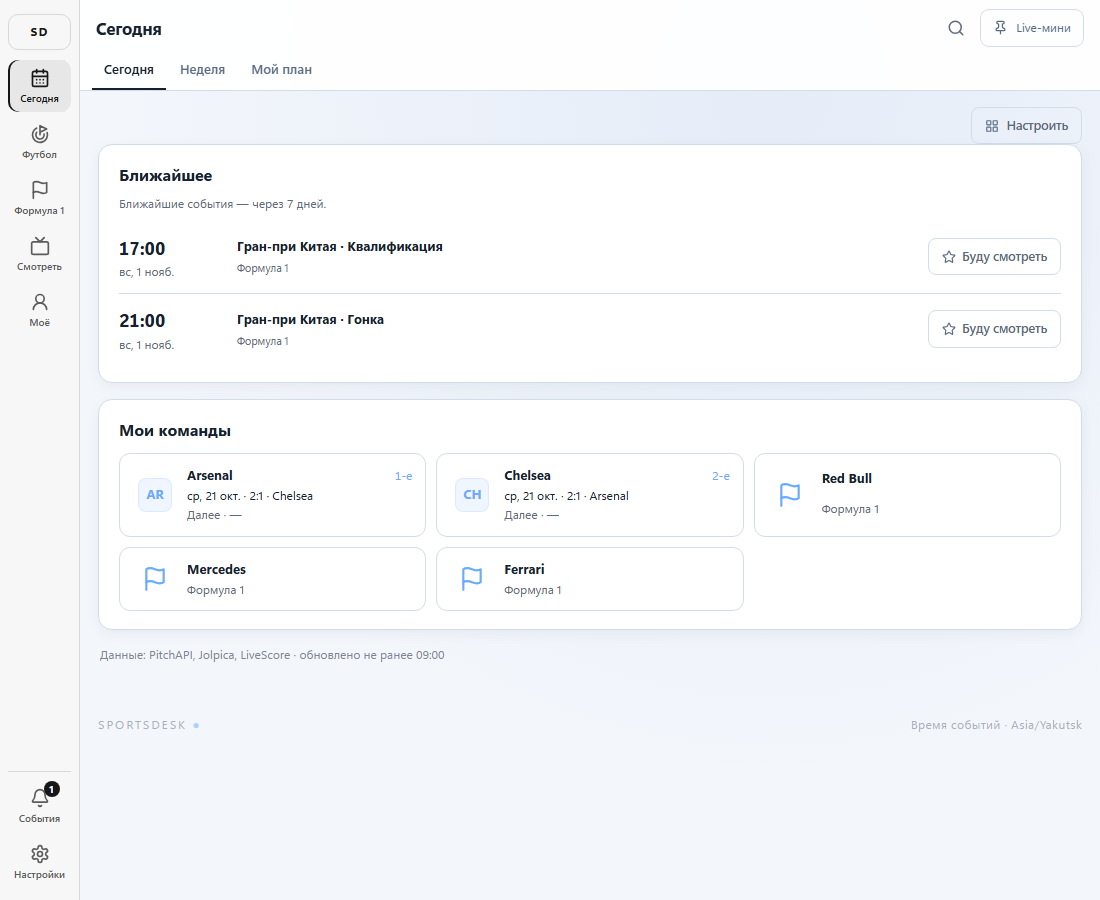 SD
Сегодня
Футбол
Формула 1
Смотреть
Моё
1
События
Настройки
Сегодня
Live-мини
Сегодня
Неделя
Мой план
Настроить
Ближайшее
Ближайшие события — через 7 дней.
17:00
вс, 1 нояб.
Гран-при Китая · Квалификация
Формула 1
Буду смотреть
21:00
вс, 1 нояб.
Гран-при Китая · Гонка
Формула 1
Буду смотреть
Мои команды
AR
Arsenal
1-е
ср, 21 окт. · 2:1 · Chelsea
Далее · —
CH
Chelsea
2-е
ср, 21 окт. · 2:1 · Arsenal
Далее · —
Red Bull
Формула 1
Mercedes
Формула 1
Ferrari
Формула 1
Данные: PitchAPI, Jolpica, LiveScore · обновлено не ранее 09:00
SPORTSDESK
Время событий · Asia/Yakutsk